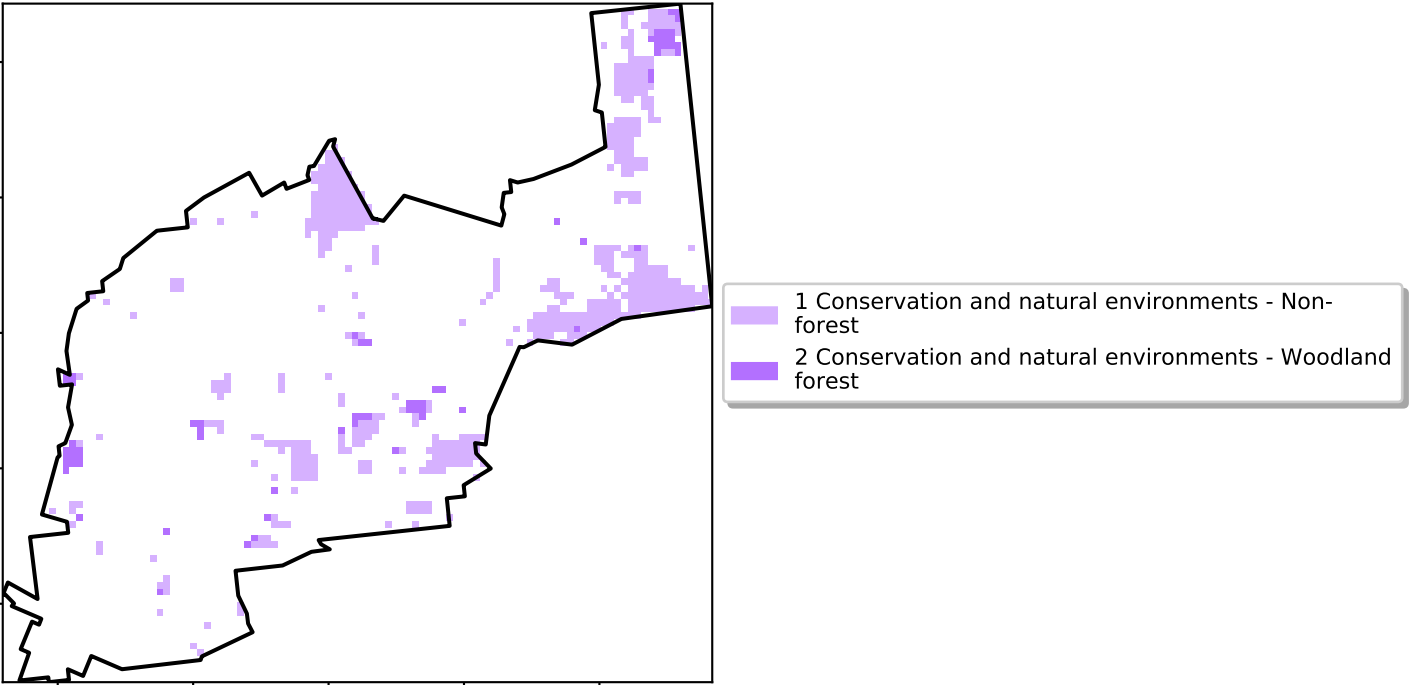 1 Conservation and natural environments - Non-
forest
2 Conservation and natural environments - Woodland
forest